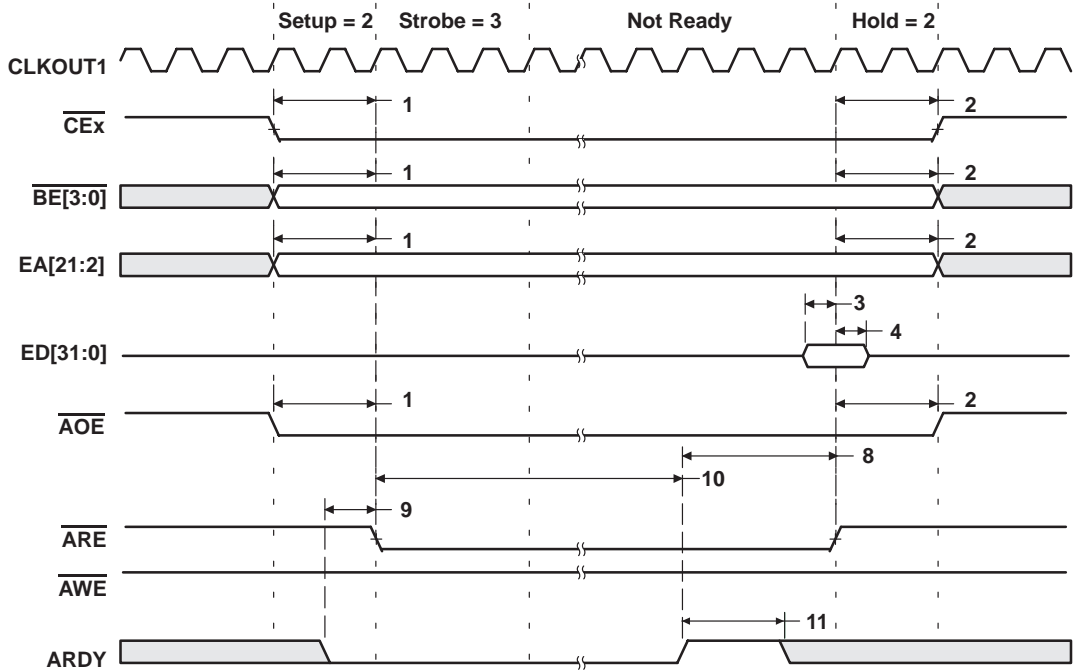 Setup = 2 Strobe = 3 Not Ready Hold = 2
CLKOUT1
CEx 1 2
BE[3:0] 1 2
EA[21:2] 1 2
3
4
ED[31:0]
AOE 1 2
8
10
9
ARE
AWE
11
ARDY